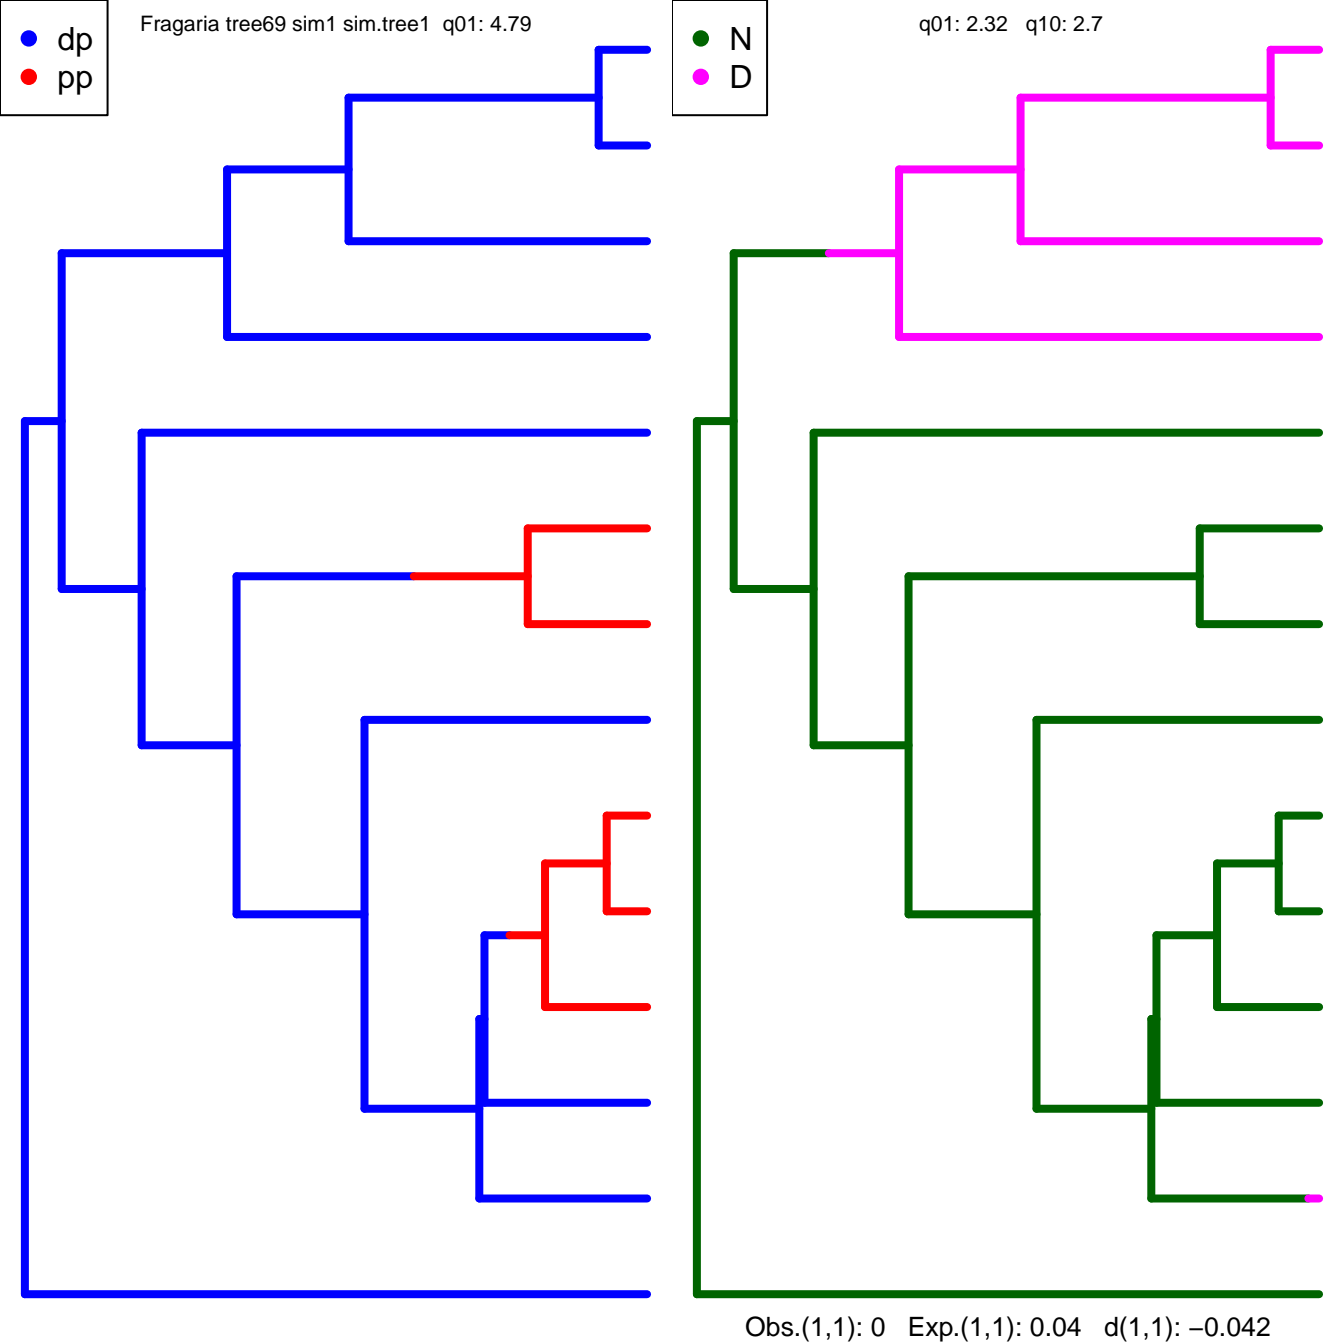 dp
pp
Fragaria tree69 sim1 sim.tree1 q01: 4.79
N
D
q01: 2.32 q10: 2.7
Obs.(1,1): 0 Exp.(1,1): 0.04 d(1,1): −0.042